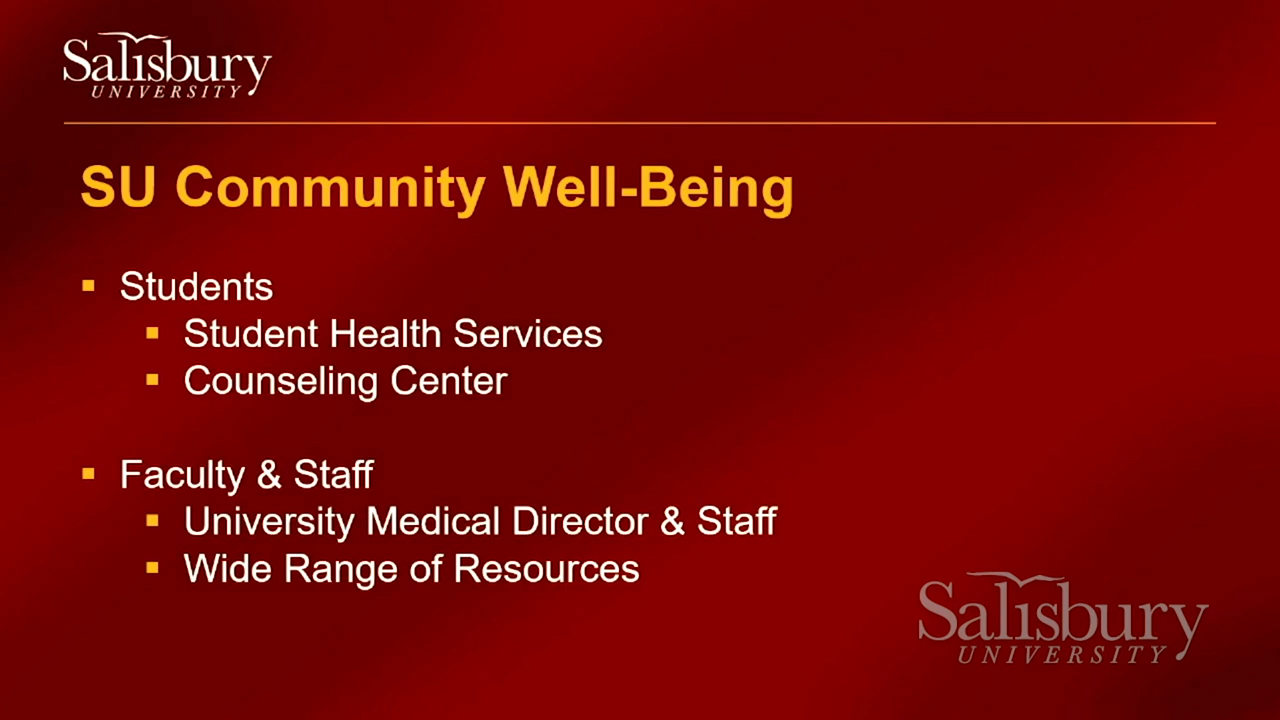 Salisbury
UNIVERSITY
SU Community Well-Being
▪ Students
▪ Student Health Services
▪ Counseling Center
▪ Faculty & Staff
▪ University Medical Director & Staff
▪ Wide Range of Resources
Salisbury
UNIVERSITY